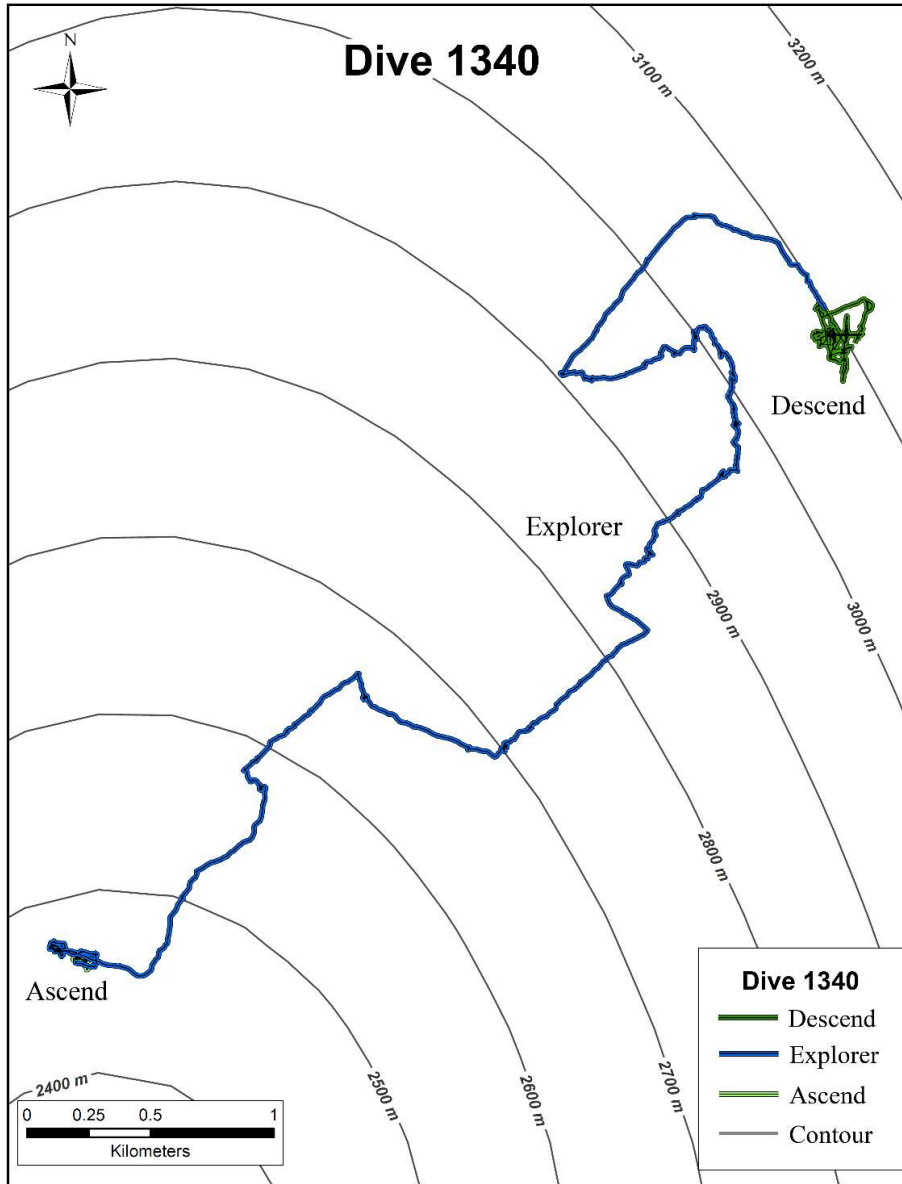 N
Dive 1340
3100 m
3200 m
Descend
Explorer
2900 m
3000 m
2800 m
Ascend
2400 m
2500 m
2600 m
2700 m
0 0.25 0.5 1
Kilometers
Dive 1340
Descend
Explorer
Ascend
Contour